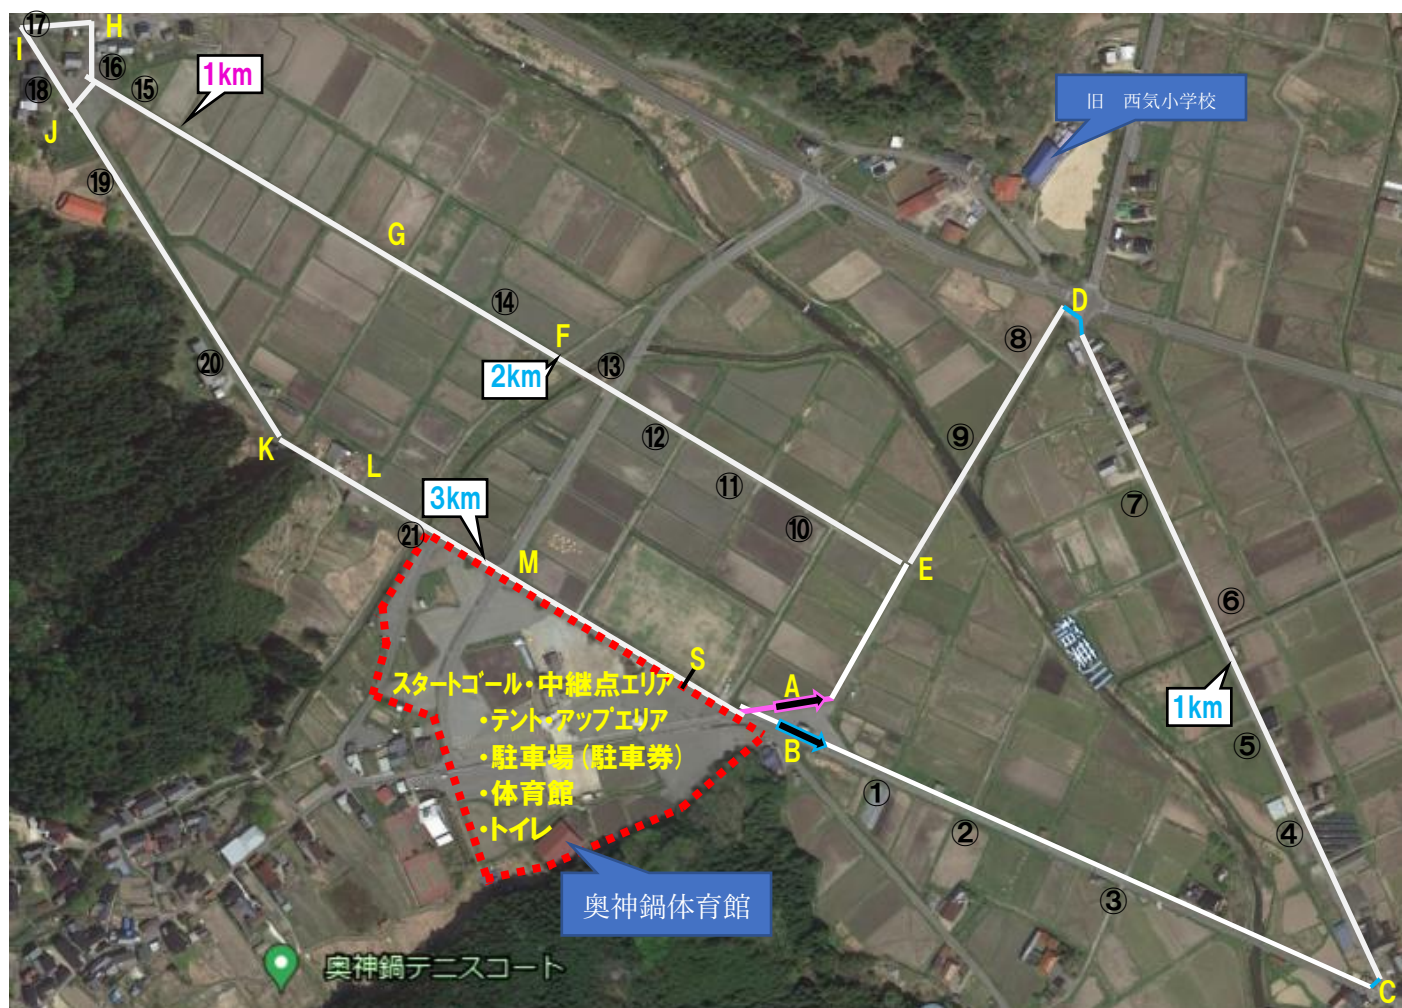 ⑰
H
I
⑯
⑮
1km
⑱
J
旧　西気小学校
⑲
G
D
⑭
⑧
F
⑬
2km
⑳
⑫
⑨
K
L
⑪
⑦
3km
⑩
㉑
M
E
⑥
稲葉川
S
A
スタートゴール・中継点エリア
・テント・アップエリア
・駐車場(駐車券)
・体育館
・トイレ
B
1km
⑤
①
②
④
③
奥神鍋体育館
奥神鍋テニスコート
C